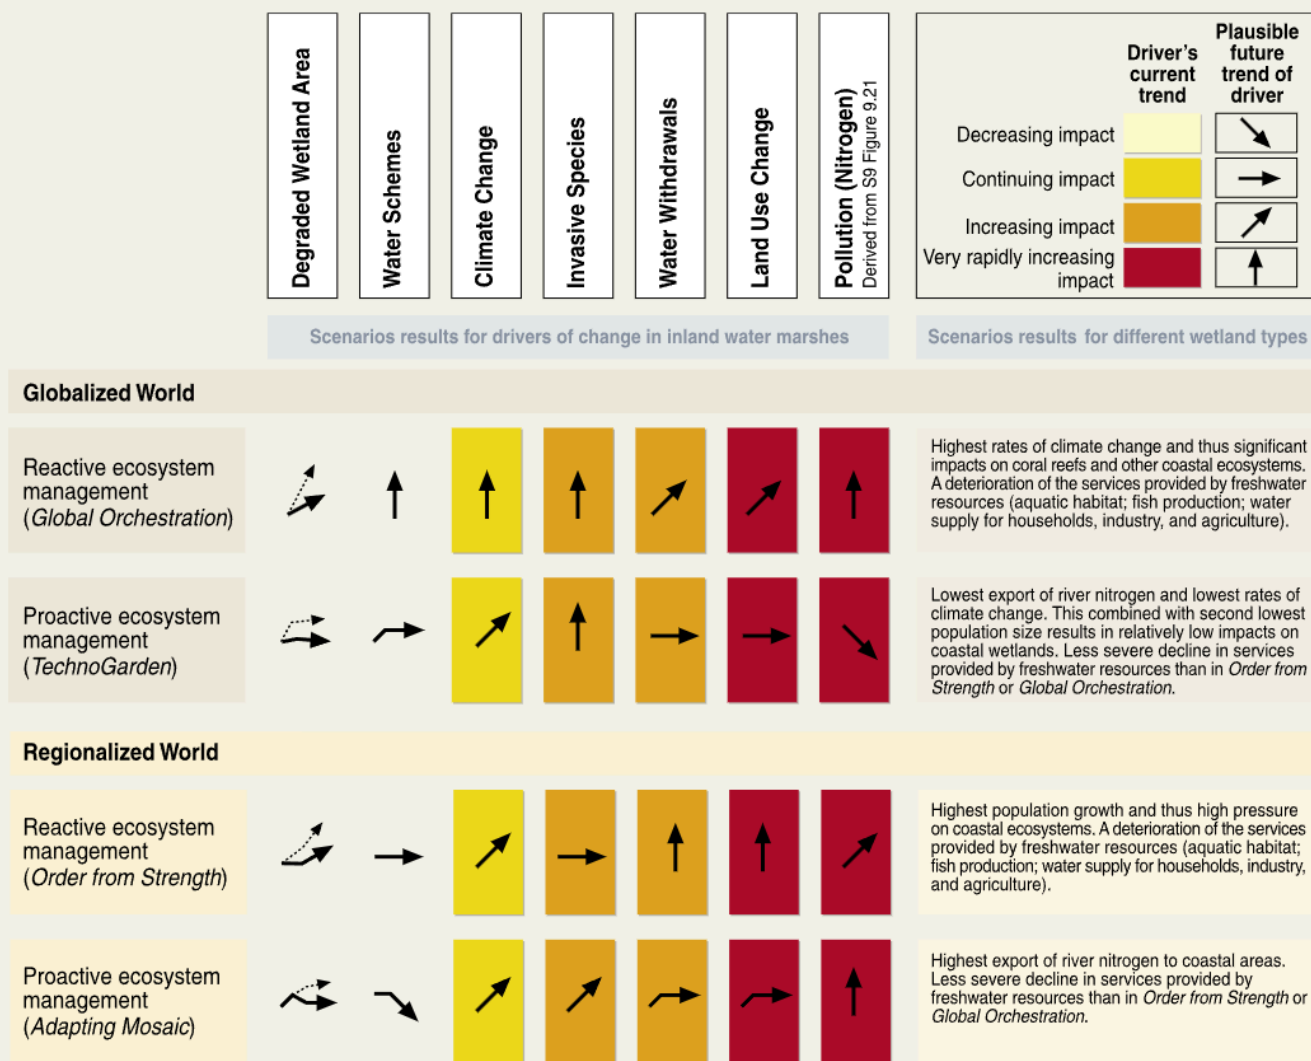 Degraded Wetland Area
Water Schemes
Climate Change
Invasive Species
Water Withdrawals
Land Use Change
Pollution (Nitrogen)
Derived from S9 Figure 9.21
Driver's
current
trend
Plausible
future
trend of
driver
Decreasing impact
Continuing impact
Increasing impact
Very rapidly increasing
impact
Scenarios results for drivers of change in inland water marshes
Scenarios results for different wetland types
Globalized World
Reactive ecosystem
management
(Global Orchestration)
Highest rates of climate change and thus significant
impacts on coral reefs and other coastal ecosystems.
A deterioration of the services provided by freshwater
resources (aquatic habitat; fish production; water
supply for households, industry, and agriculture).
Proactive ecosystem
management
(TechnoGarden)
Lowest export of river nitrogen and lowest rates of
climate change. This combined with second lowest
population size results in relatively low impacts on
coastal wetlands. Less severe decline in services
provided by freshwater resources than in Order from
Strength or Global Orchestration.
Regionalized World
Reactive ecosystem
management
(Order from Strength)
Highest population growth and thus high pressure
on coastal ecosystems. A deterioration of the services
provided by freshwater resources (aquatic habitat;
fish production; water supply for households, industry,
and agriculture).
Proactive ecosystem
management
(Adapting Mosaic)
Highest export of river nitrogen to coastal areas.
Less severe decline in services provided by
freshwater resources than in Order from Strength or
Global Orchestration.